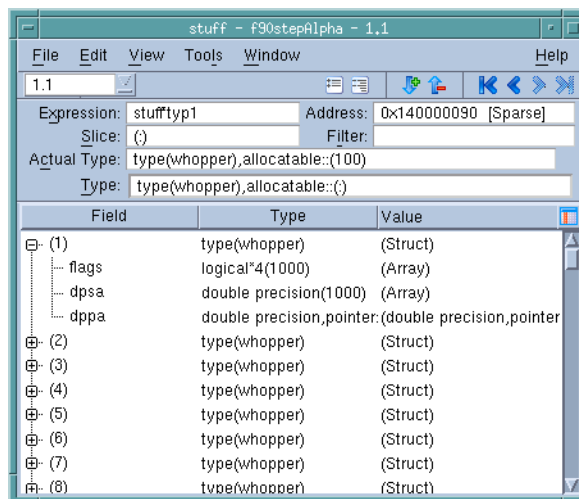 stuff - f90stepAlpha - 1.1
File Edit View Tools Window Help
1.1
Expression: stufftyp1 Address: 0x140000090 [Sparse]
Slice: (:) Filter:
Actual Type: type(whopper),allocatable::(100)
Type: type(whopper),allocatable::(:)
Field Type Value
(1) type(whopper) (Struct)
flags logical*4(1000) (Array)
dpsa double precision(1000) (Array)
dppa double precision,pointer: (double precision,pointer
(2) type(whopper) (Struct)
(3) type(whopper) (Struct)
(4) type(whopper) (Struct)
(5) type(whopper) (Struct)
(6) type(whopper) (Struct)
(7) type(whopper) (Struct)
(8) type(whopper) (Struct)